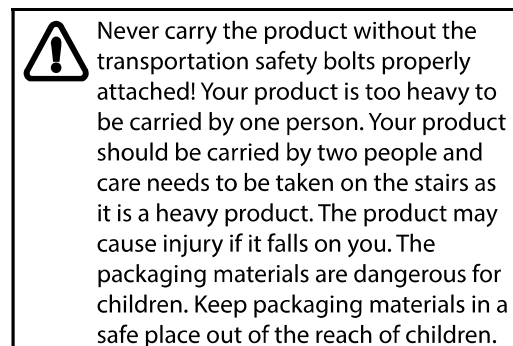 Never carry the product without the
transportation safety bolts properly
attached! Your product is too heavy to
be carried by one person. Your product
should be carried by two people and
care needs to be taken on the stairs as
it is a heavy product. The product may
cause injury if it falls on you. The
packaging materials are dangerous for
children. Keep packaging materials in a
safe place out of the reach of children.